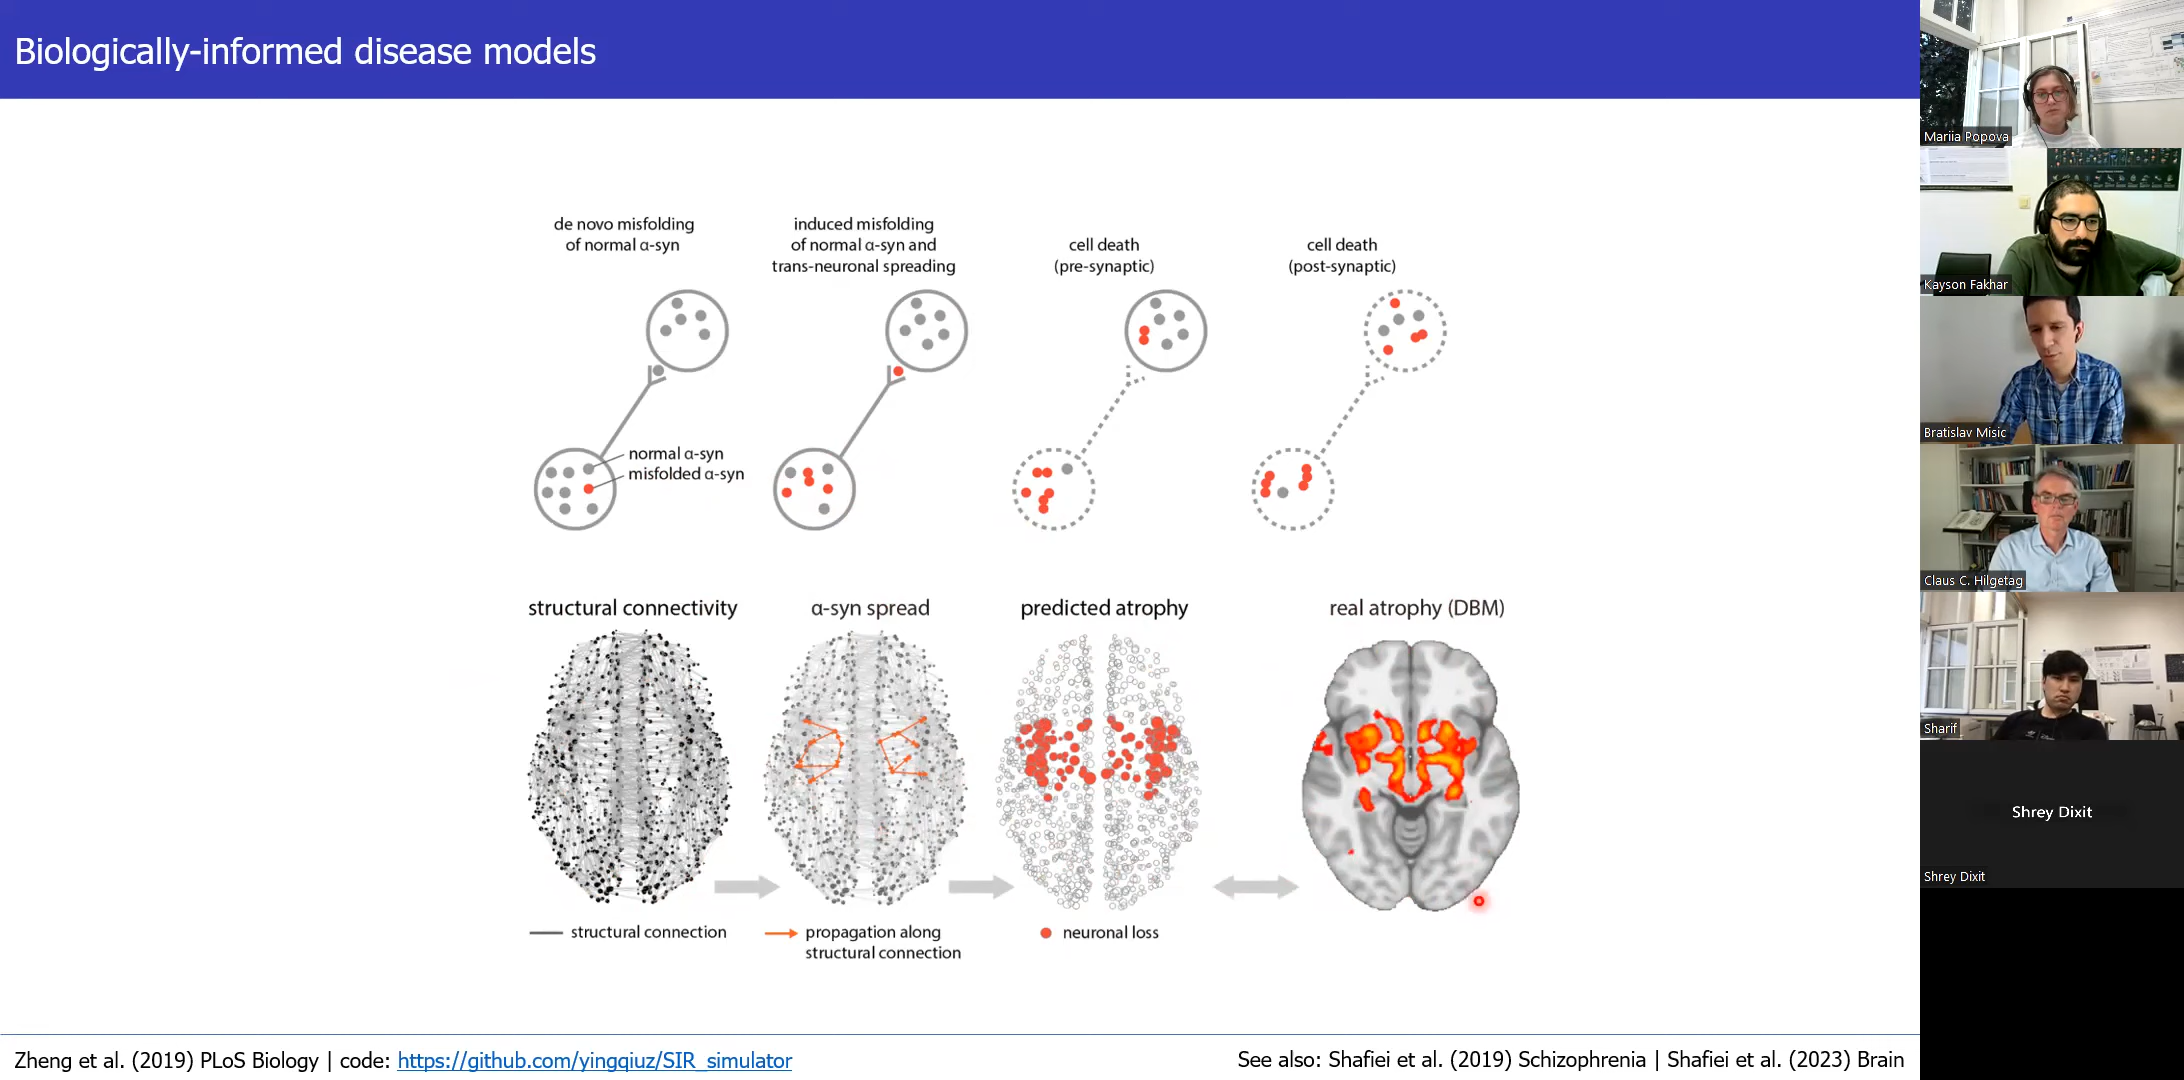 Biologically-informed disease models
de novo misfolding
of normal α-syn
induced misfolding
of normal α-syn and
trans-neuronal spreading
cell death
(pre-synaptic)
cell death
(post-synaptic)
normal α-syn
misfolded α-syn
structural connectivity
α-syn spread
predicted atrophy
real atrophy (DBM)
structural connection
propagation along
structural connection
neuronal loss
Zheng et al. (2019) PLoS Biology | code: https://github.com/yingqiuz/SIR_simulator
See also: Shafiei et al. (2019) Schizophrenia | Shafiei et al. (2023) Brain
Mariia Popova
Kayson Fakhar
Bratislav Misic
Claus C. Hilgetag
Sharif
Shrey Dixit
Shrey Dixit